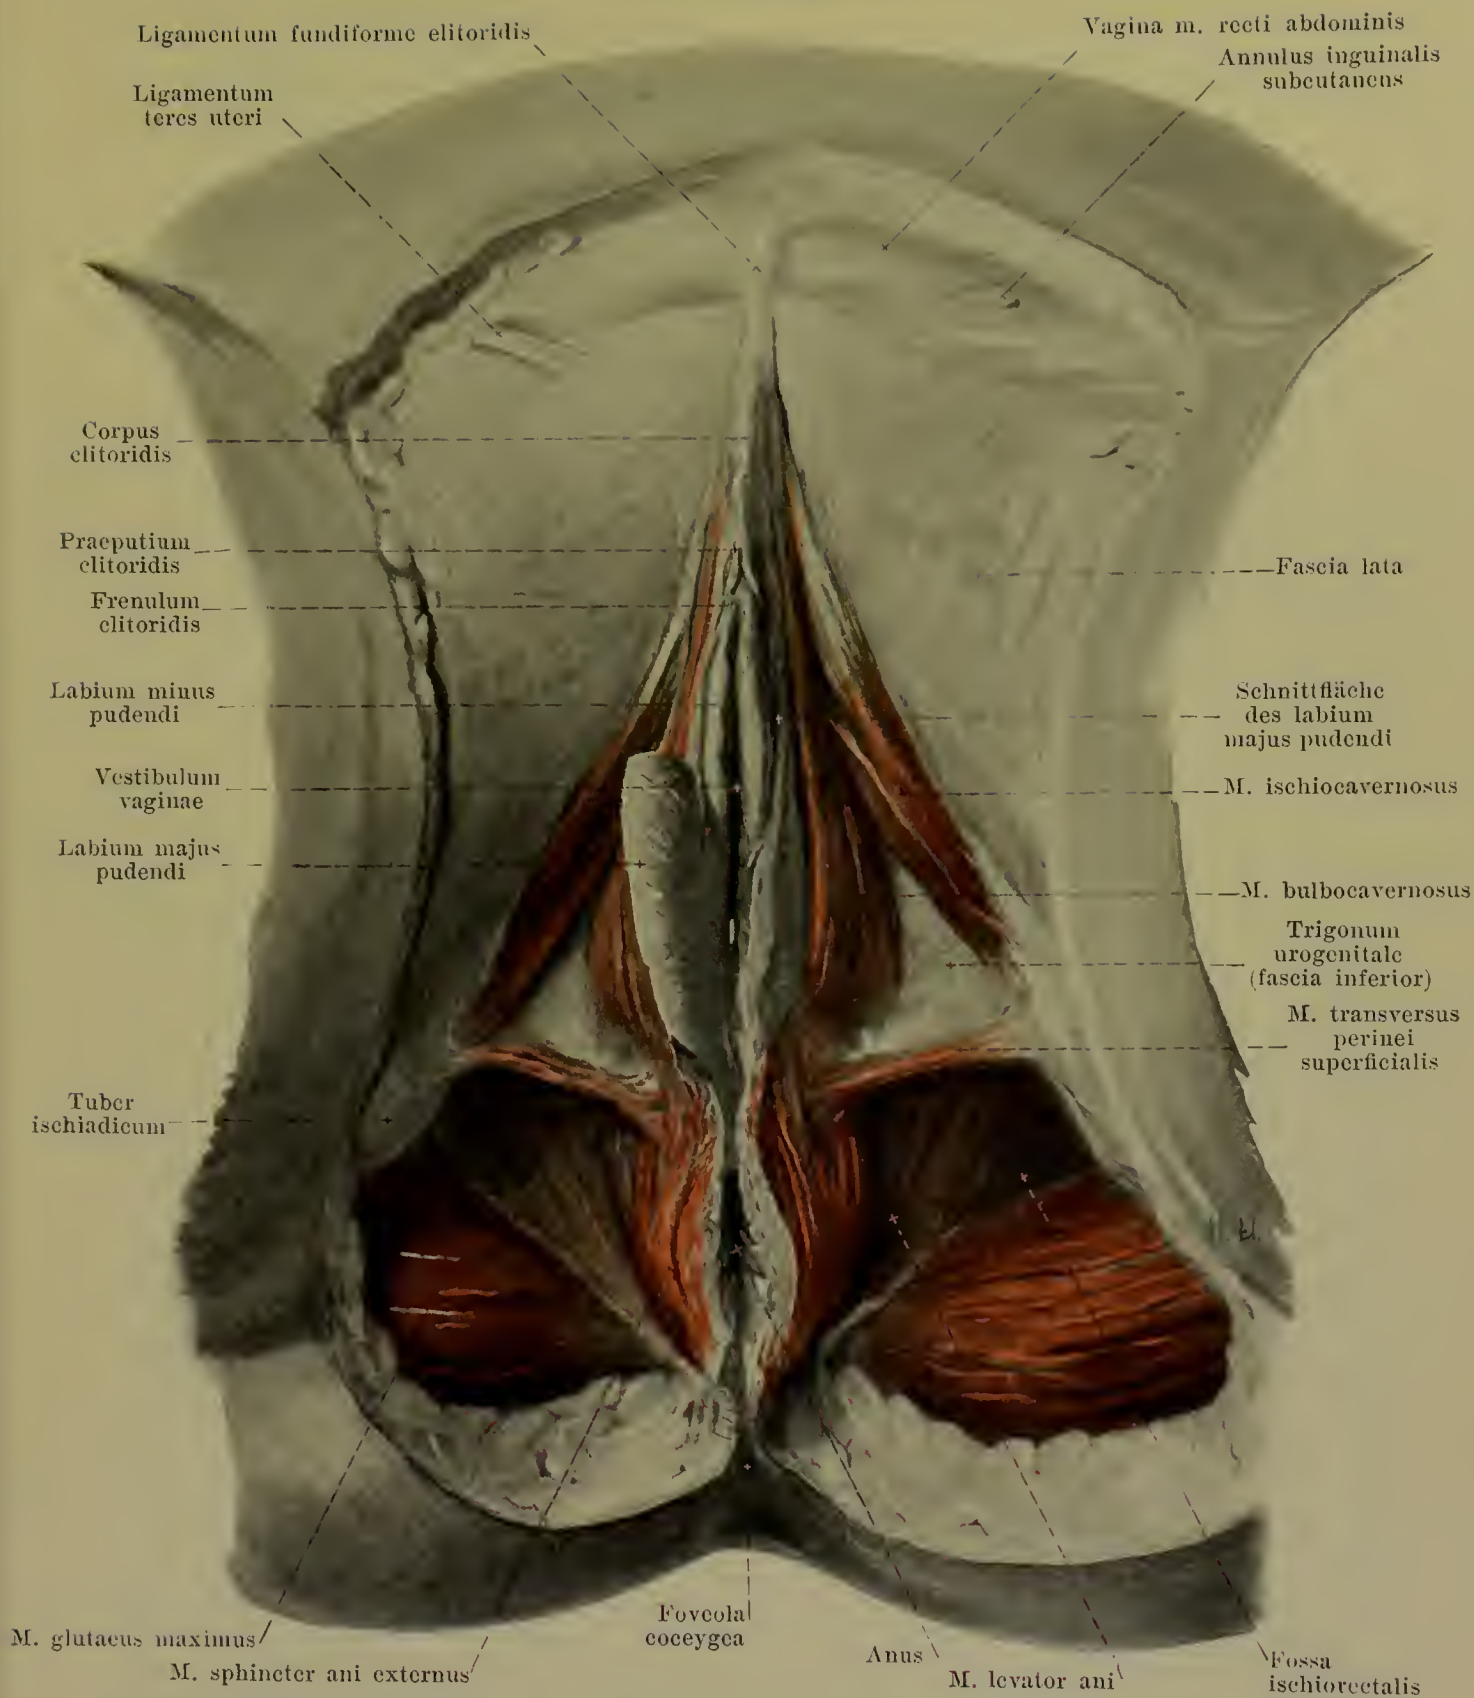 Ligamentum fundiforme clitoridis
Vagina m. recti abdominis
Annulus inguinalis
subcutaneus
Ligamentum
teres uteri
Corpus
clitoridis
Praeputium
clitoridis
Frenulum
clitoridis
Labium minus
pudendi
Vestibulum
vaginae
Labium majus
pudendi
Tuber
ischiadicum
Fascia lata
Schnittfläche
des labium
majus pudendi
M. ischiocavernosus
M. bulbocavernosus
Trigonum
urogenitale
(fascia inferior)
M. transversus
perinei
superficialis
M. glutaeus maximus
M. sphincter ani externus
Foveola
coccygea
Anus
M. levator ani
Fossa
ischiorectalis